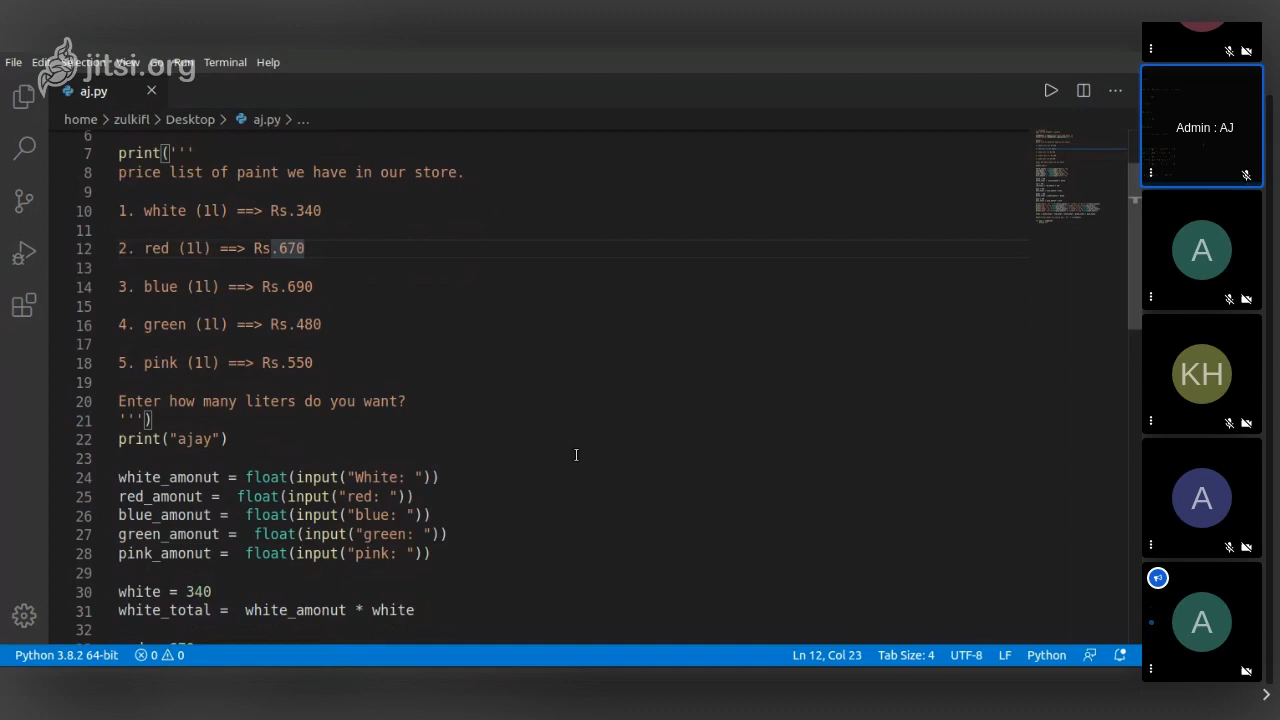 jitsi.org
File Edit Selection View Go Run Terminal Help
aj.py
home > zulkifl > Desktop > aj.py > ...
6
7 print('''
8 price list of paint we have in our store.
9
10 1. white (1l) ==> Rs.340
11
12 2. red (1l) ==> Rs.670
13
14 3. blue (1l) ==> Rs.690
15
16 4. green (1l) ==> Rs.480
17
18 5. pink (1l) ==> Rs.550
19
20 Enter how many liters do you want?
21 ''')
22 print("ajay")
23
24 white_amonut = float(input("White: "))
25 red_amonut =  float(input("red: "))
26 blue_amonut =  float(input("blue: "))
27 green_amonut =  float(input("green: "))
28 pink_amonut =  float(input("pink: "))
29
30 white = 340
31 white_total =  white_amonut * white
32
Python 3.8.2 64-bit 0 0 Ln 12, Col 23 Tab Size: 4 UTF-8 LF Python
Admin : AJ
A
KH
A
A